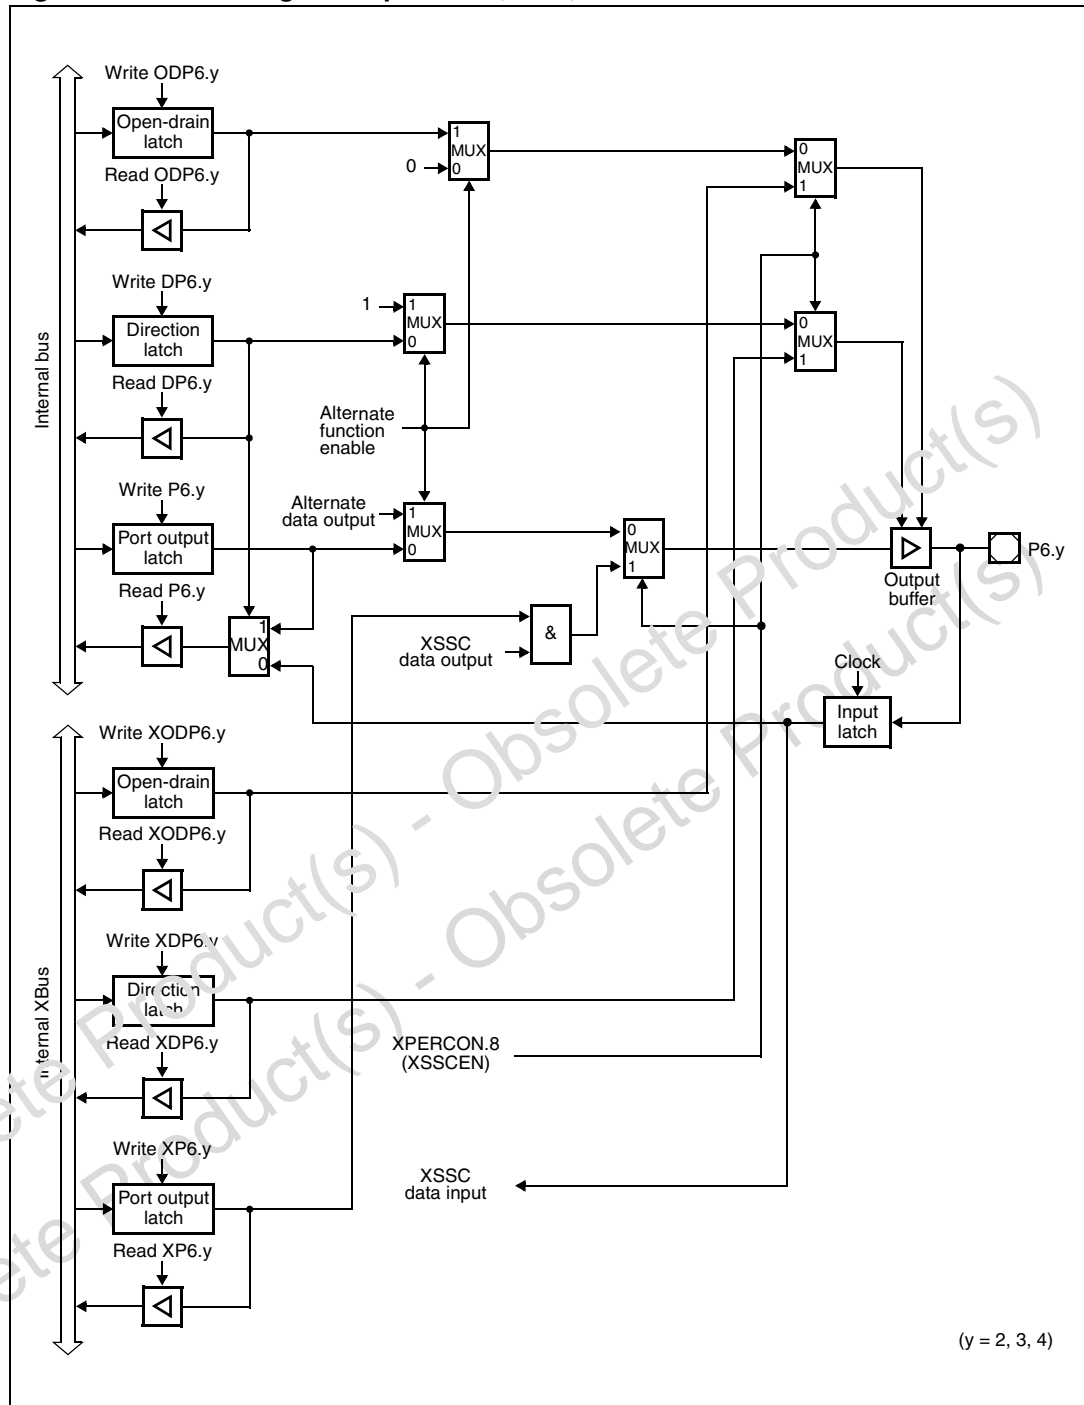 Write ODP6.y
Open-drain
latch
Read ODP6.y
1
MUX
0
0
0
MUX
1
Write DP6.y
Direction
latch
Read DP6.y
1
1
MUX
0
0
MUX
1
Internal bus
Alternate
function
enable
Write P6.y
Port output
latch
Read P6.y
Alternate
data output
1
MUX
0
0
MUX
1
Output
buffer
P6.y
1
MUX
0
XSSC
data output
&
Clock
Input
latch
Write XODP6.y
Open-drain
latch
Read XODP6.y
Write XDP6.y
Direction
latch
Read XDP6.y
Internal XBus
XPERCON.8
(XSSCEN)
Write XP6.y
Port output
latch
Read XP6.y
XSSC
data input
(y = 2, 3, 4)
Obsolete Product(s) - Obsolete Product(s)